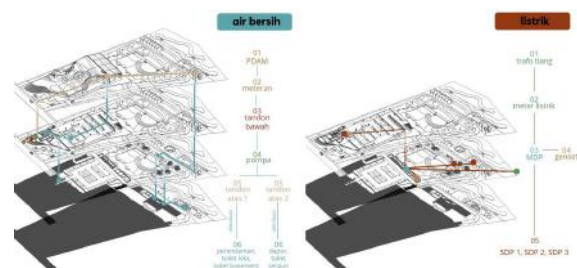 air bersih
01
PDAM
02
meteran
03
tandon
bawah
04
pompa
05
tandon
atas 1
05
tandon
atas 2
06
06
dapur,
toilet
listrik
01
trafo tiang
02
meter listrik
03
MDP
04
genset
05
SDP 1, SDP 2, SDP 3